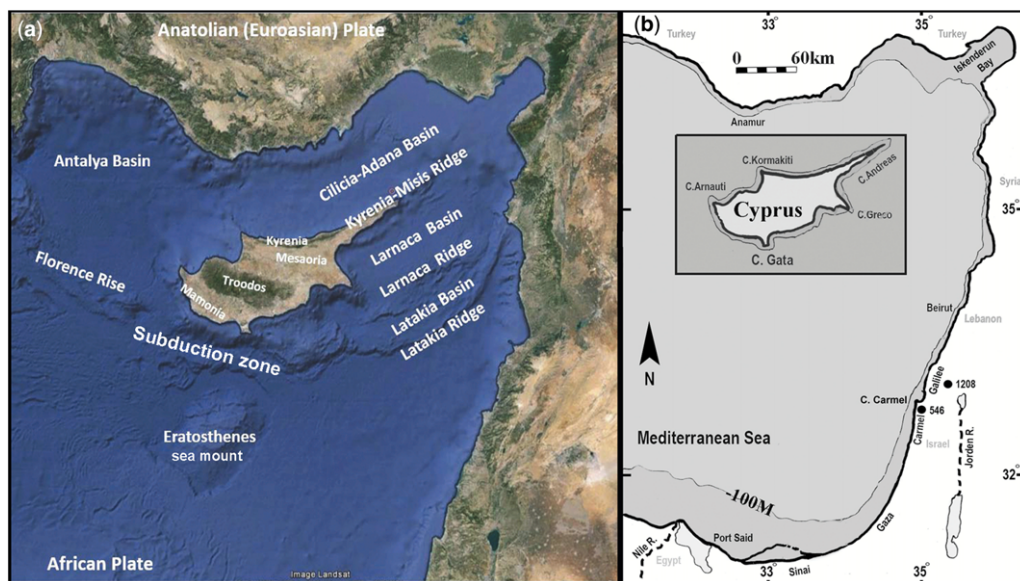 (a)
Anatolian (Euroasian) Plate
Antalya Basin
Cilicia-Adana Basin
Kyrenia-Misis Ridge
Kyrenia
Mesaoria
Larnaca Basin
Larnaca Ridge
Florence Rise
Troodos
Mamonia
Latakia Basin
Latakia Ridge
Subduction zone
Eratosthenes
sea mount
African Plate
Image Landsat
(b)
33
35
Turkey
Turkey
0 60km
Iskenderun
Bay
Anamur
C.Kormakiti
C.Andreas
C.Arnauti
Syria
35°
Cyprus
C.Greco
C. Gata
Beirut
Lebanon
N
Galilee
1208
C. Carmel
546
Carmel
Israel
Mediterranean Sea
Jorden R.
32°
-100M
Gaza
Port Said
Nile R.
Egypt
Sinai
33°
35°